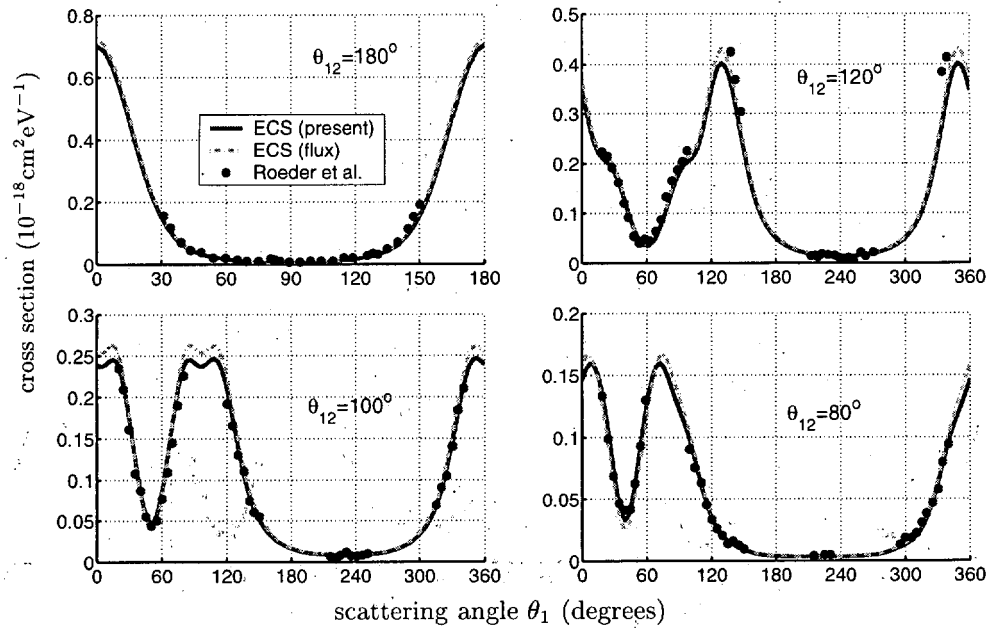 cross section (10⁻¹⁸cm²eV⁻¹)
0.8
0.6
0.4
0.2
0
0 30 60 90 120 150 180
θ₁₂=180°
ECS (present)
ECS (flux)
Roeder et al.
0.5
0.4
0.3
0.2
0.1
0
0 60 120 180 240 300 360
θ₁₂=120°
0.3
0.25
0.2
0.15
0.1
0.05
0
0 60 120 180 240 300 360
θ₁₂=100°
0.2
0.15
0.1
0.05
0
0 60 120 180 240 300 360
θ₁₂=80°
scattering angle θ₁ (degrees)